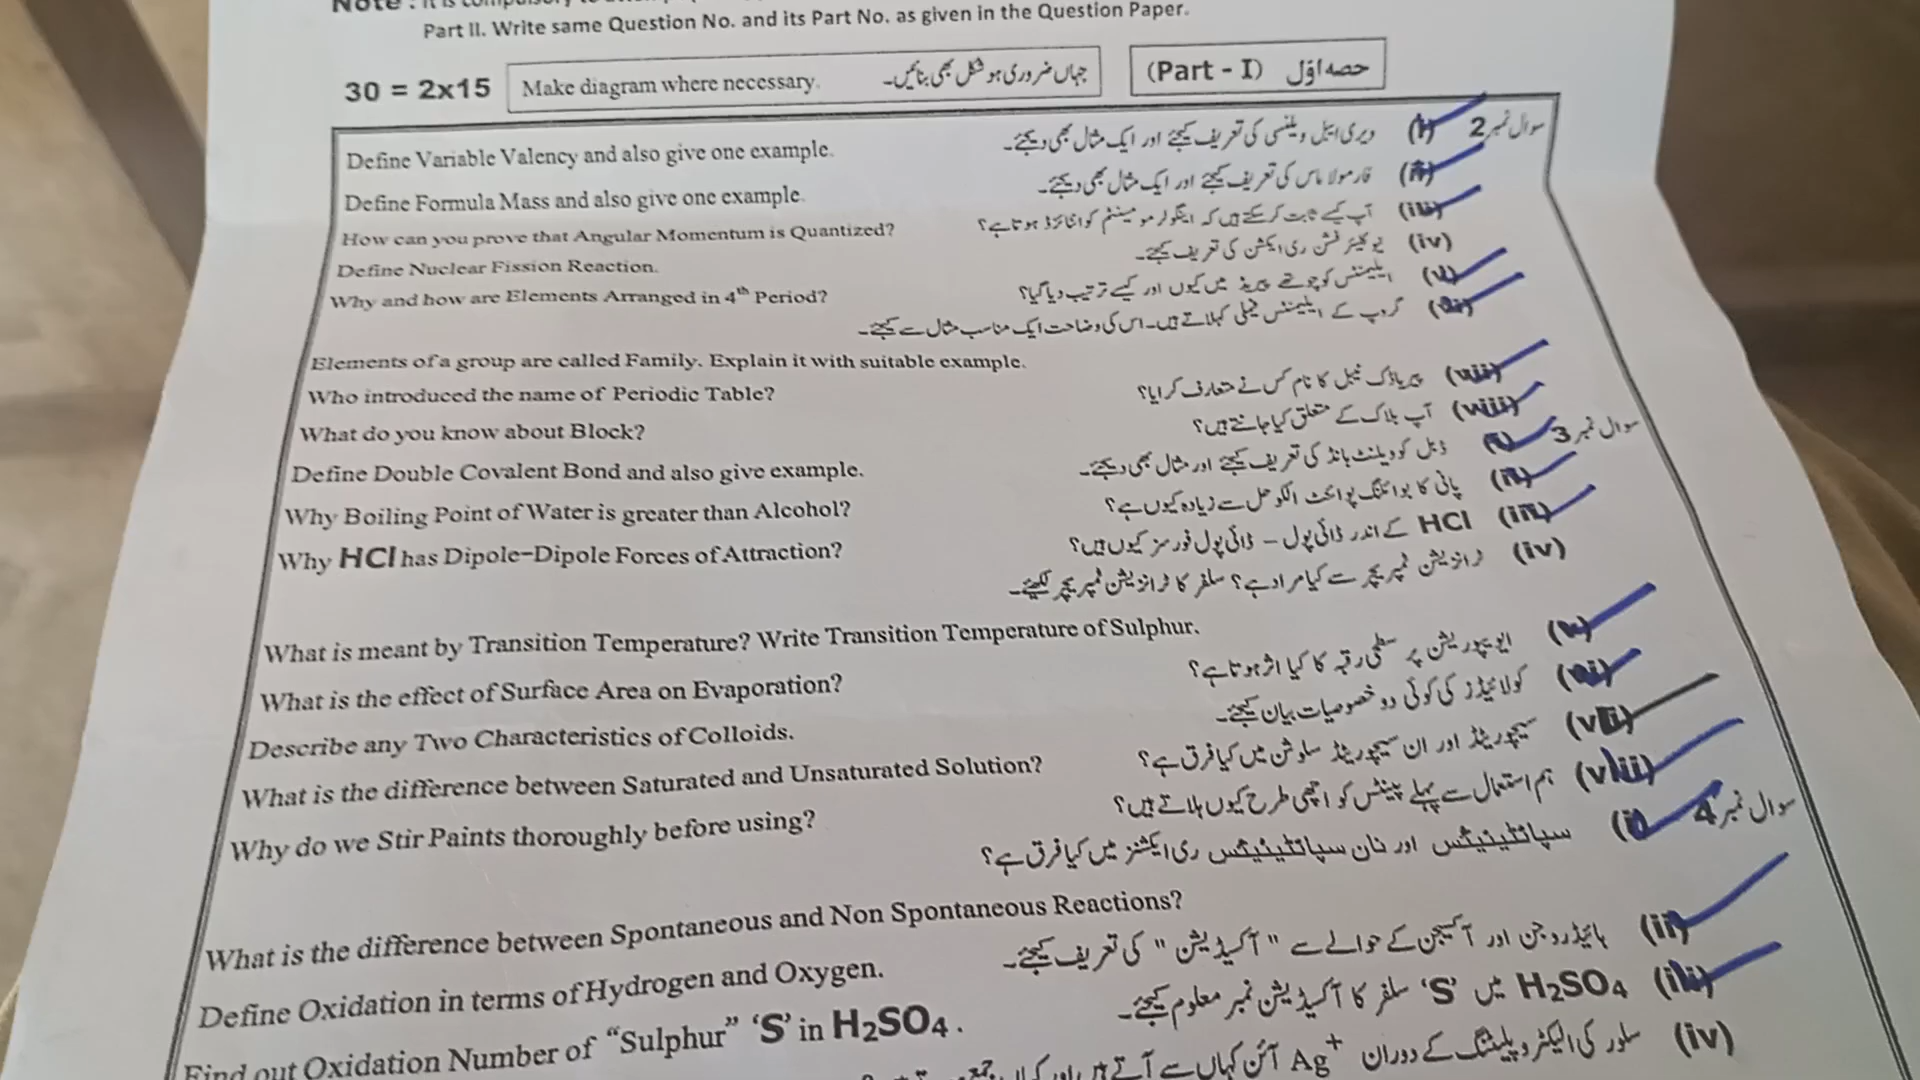 Part II. Write same Question No. and its Part No. as given in the Question Paper.
30 = 2x15 Make diagram where necessary. جہاں ضروری ہو شکل بھی بنائیں۔ (Part - I) حصہ اوّل
Define Variable Valency and also give one example. ویری ایبل ویلنسی کی تعریف کیجئے اور ایک مثال بھی دیجئے۔ (i) سوال نمبر 2
Define Formula Mass and also give one example. فارمولا ماس کی تعریف کیجئے اور ایک مثال بھی دیجئے۔ (ii)
How can you prove that Angular Momentum is Quantized? آپ کیسے ثابت کرسکتے ہیں کہ اینگولر مومینٹم کوانٹائزڈ ہوتا ہے؟ (iii)
Define Nuclear Fission Reaction. نیوکلیئر فشن ری ایکشن کی تعریف کیجئے۔ (iv)
Why and how are Elements Arranged in 4th Period? ایلیمنٹس کو چوتھے پیریڈ میں کیوں اور کیسے ترتیب دیا گیا؟ (v)
گروپ کے ایلیمنٹس فیملی کہلاتے ہیں۔ اس کی وضاحت ایک مناسب مثال سے کیجئے۔ (vi)
Elements of a group are called Family. Explain it with suitable example.
Who introduced the name of Periodic Table? پیریاڈک ٹیبل کا نام کس نے متعارف کرایا؟ (vii)
What do you know about Block? آپ بلاک کے متعلق کیا جانتے ہیں؟ (viii)
Define Double Covalent Bond and also give example. ڈبل کوویلنٹ بانڈ کی تعریف کیجئے اور مثال بھی دیجئے۔ (i) سوال نمبر 3
Why Boiling Point of Water is greater than Alcohol? پانی کا بوائلنگ پوائنٹ الکوحل سے زیادہ کیوں ہے؟ (ii)
Why HCl has Dipole-Dipole Forces of Attraction? HCl کے اندر ڈائی پول – ڈائی پول فورسز کیوں ہیں؟ (iii)
ٹرانزیشن ٹمپریچر سے کیا مراد ہے؟ سلفر کا ٹرانزیشن ٹمپریچر لکھئے۔ (iv)
What is meant by Transition Temperature? Write Transition Temperature of Sulphur.
What is the effect of Surface Area on Evaporation? ایوپوریشن پر سطحی رقبہ کا کیا اثر ہوتا ہے؟ (v)
Describe any Two Characteristics of Colloids. کولائیڈز کی کوئی دو خصوصیات بیان کیجئے۔ (vi)
What is the difference between Saturated and Unsaturated Solution? سیچوریٹڈ اور ان سیچوریٹڈ سلوشن میں کیا فرق ہے؟ (vii)
Why do we Stir Paints thoroughly before using? ہم استعمال سے پہلے پینٹس کو اچھی طرح کیوں ہلاتے ہیں؟ (viii)
سپانٹینیئس اور نان سپانٹینیئس ری ایکشنز میں کیا فرق ہے؟ (i) سوال نمبر 4
What is the difference between Spontaneous and Non Spontaneous Reactions?
Define Oxidation in terms of Hydrogen and Oxygen. ہائیڈروجن اور آکسیجن کے حوالے سے "آکسیڈیشن" کی تعریف کیجئے۔ (ii)
Find out Oxidation Number of “Sulphur” ‘S’ in H₂SO₄. H₂SO₄ میں ‘S’ سلفر کا آکسیڈیشن نمبر معلوم کیجئے۔ (iii)
سلور کی الیکٹروپلیٹنگ کے دوران Ag⁺ آئن کہاں سے آتے ہیں اور کہاں (iv)